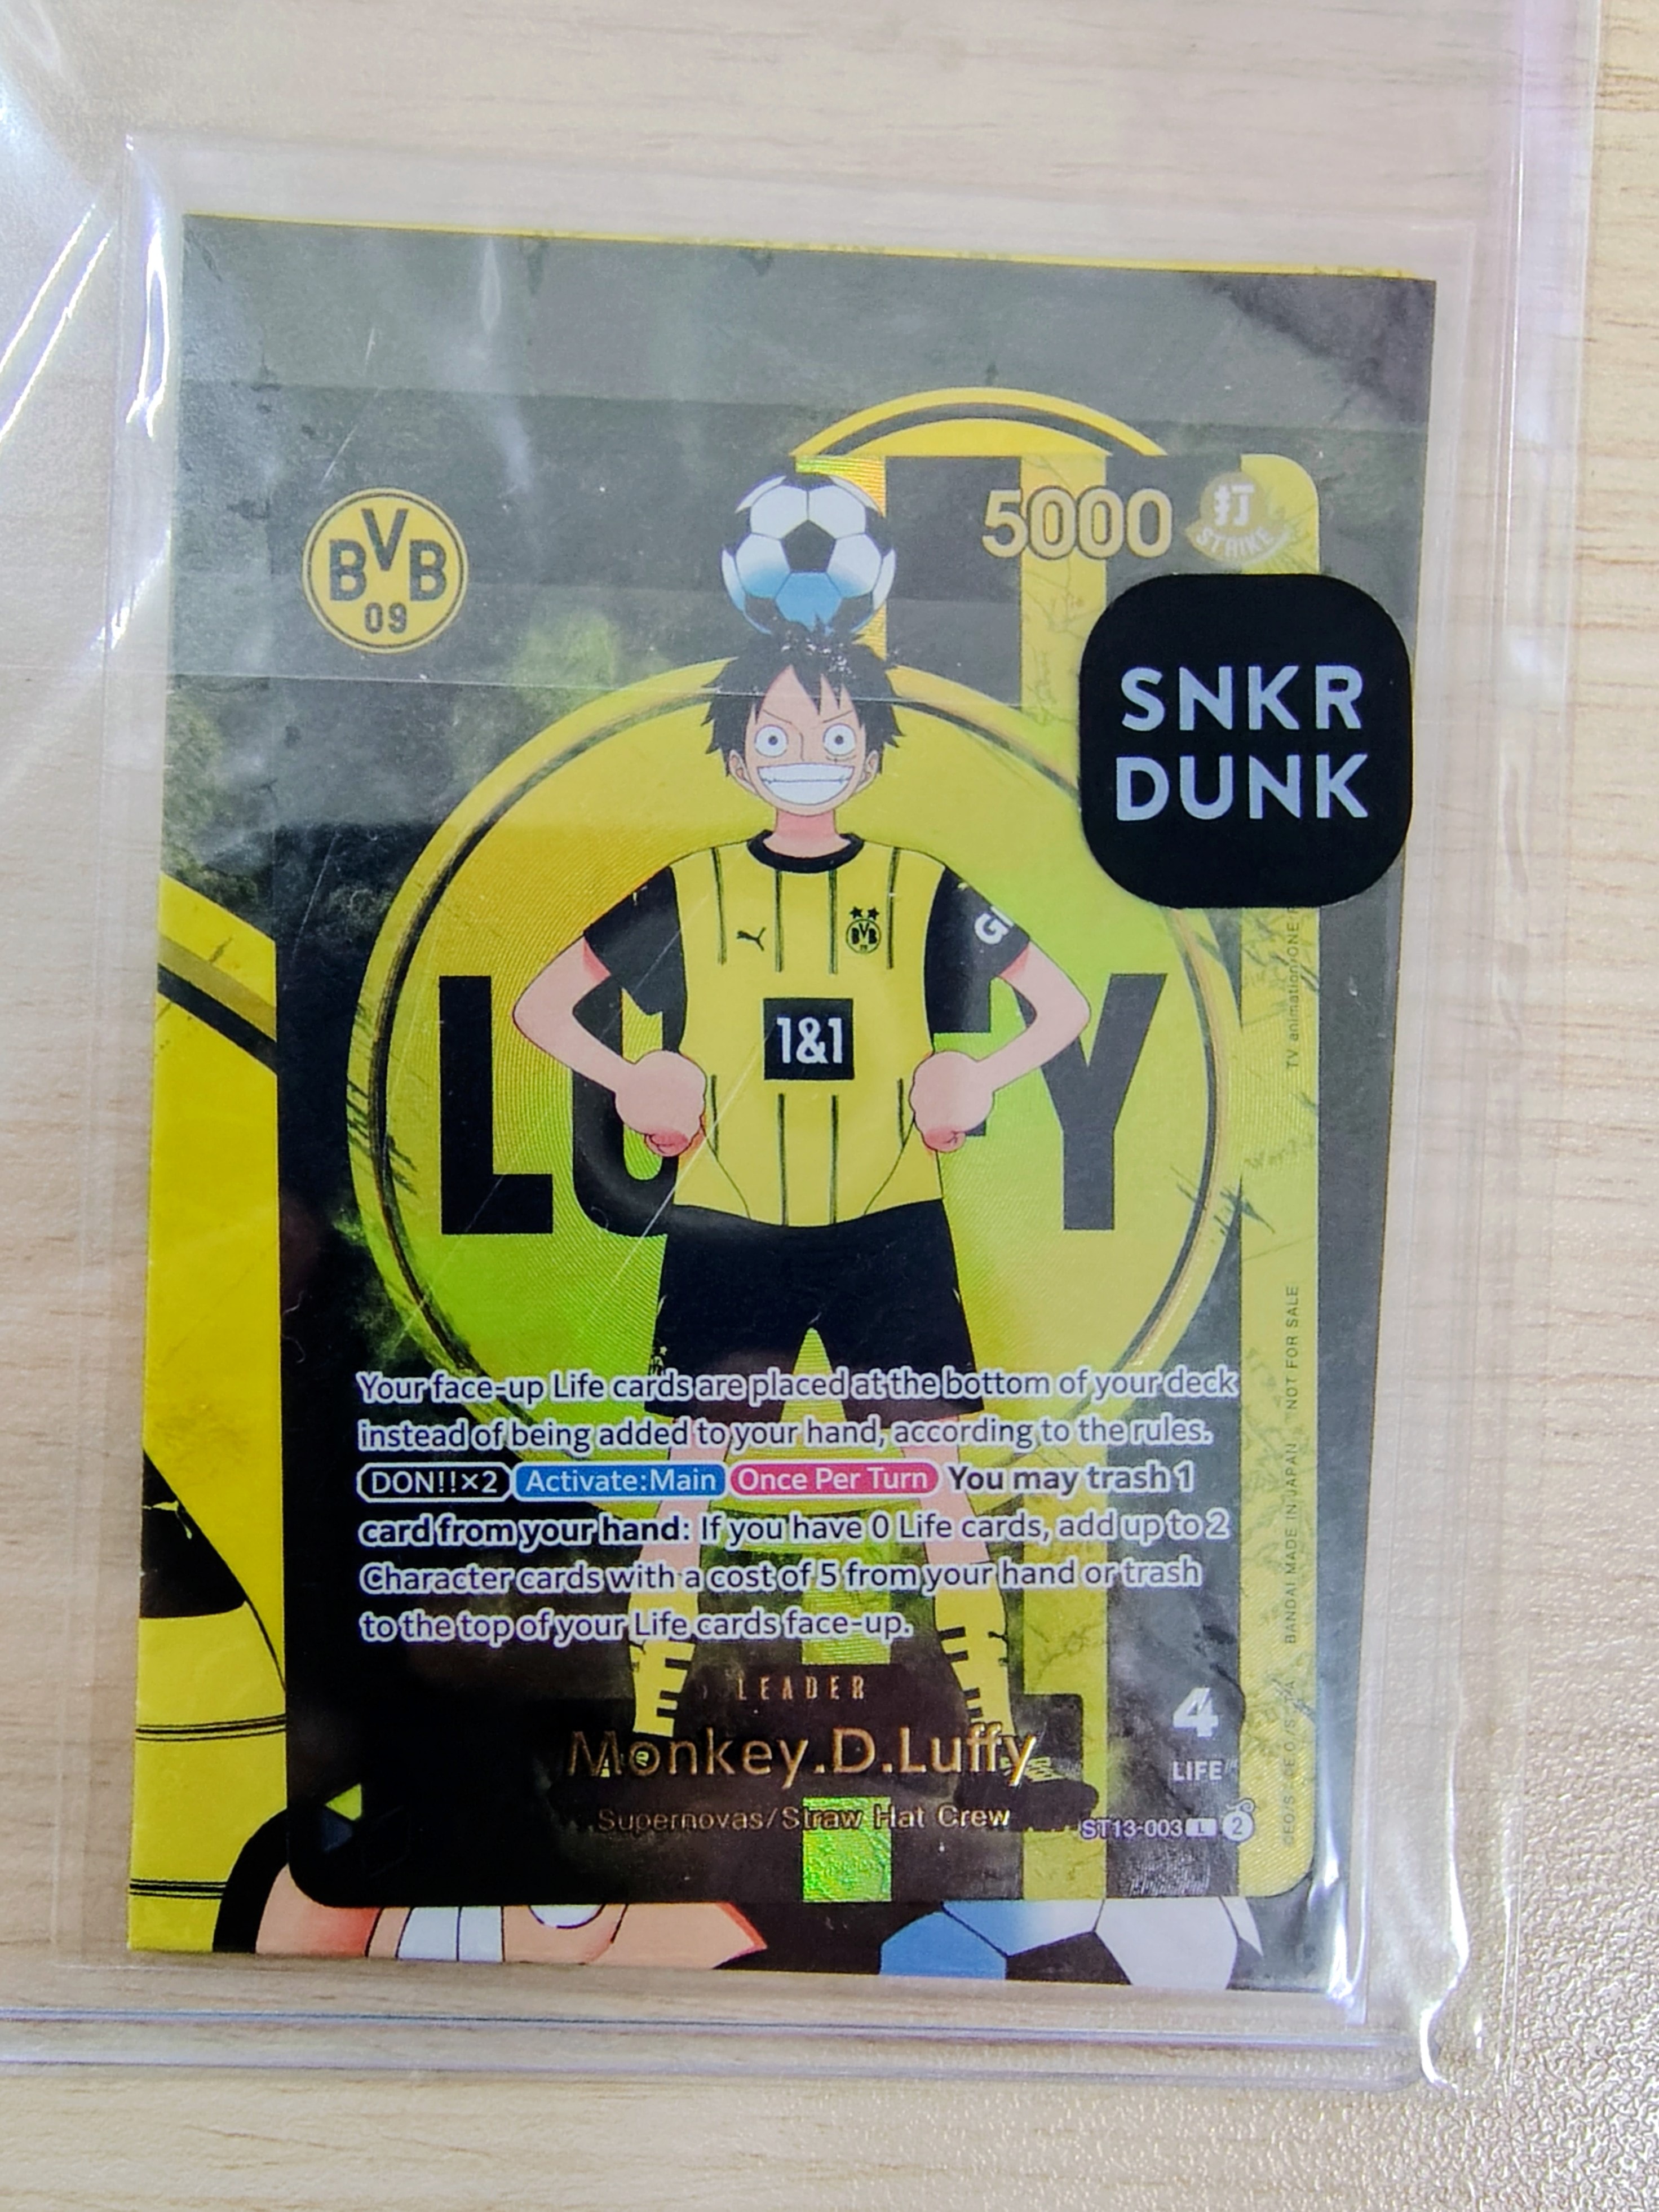 BVB
09
5000
打
STRIKE
SNKR
DUNK
BVB
09
GI
1&1
LU FY
Your face-up Life cards are placed at the bottom of your deck
instead of being added to your hand, according to the rules.
DON!!×2 Activate:Main Once Per Turn You may trash 1
card from your hand: If you have 0 Life cards, add up to 2
Character cards with a cost of 5 from your hand or trash
to the top of your Life cards face-up.
LEADER
Monkey.D.Luffy
Supernovas/Straw Hat Crew
4
LIFE
ST13-003 L 2
BANDAI MADE IN JAPAN NOT FOR SALE
TV animation/ONE